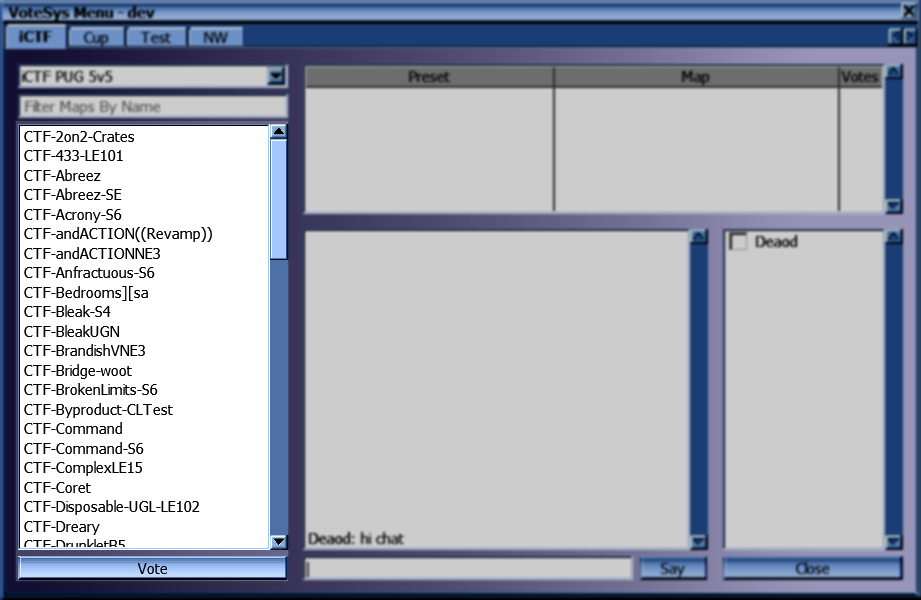 VoteSys Menu - dev
iCTF Cup Test NW
iCTF PUG 5v5
Filter Maps By Name
CTF-2on2-Crates
CTF-433-LE101
CTF-Abreez
CTF-Abreez-SE
CTF-Acrony-S6
CTF-andACTION((Revamp))
CTF-andACTIONNE3
CTF-Anfractuous-S6
CTF-Bedrooms][sa
CTF-Bleak-S4
CTF-BleakUGN
CTF-BrandishVNE3
CTF-Bridge-woot
CTF-BrokenLimits-S6
CTF-Byproduct-CLTest
CTF-Command
CTF-Command-S6
CTF-ComplexLE15
CTF-Coret
CTF-Disposable-UGL-LE102
CTF-Dreary
CTF-DrunkletB5
Vote
Preset Map Votes
Deaod: hi chat
Say
Deaod
Close